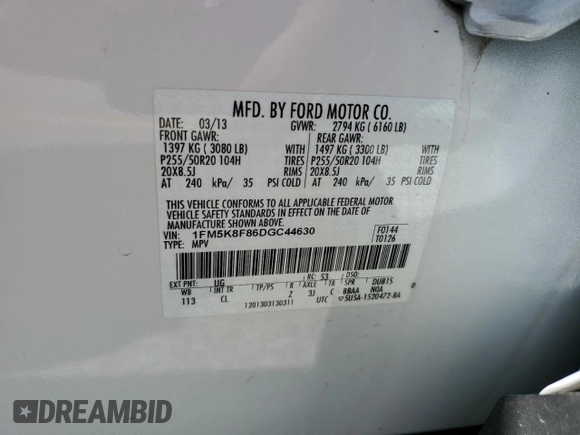 MFD. BY FORD MOTOR CO.
DATE: 03/13 GVWR: 2794 KG ( 6160 LB)
FRONT GAWR: REAR GAWR:
1397 KG ( 3080 LB) WITH 1497 KG ( 3300 LB) WITH
P255/50R20 104H TIRES P255/50R20 104H TIRES
20X8.5J RIMS 20X8.5J RIMS
AT 240 kPa/ 35 PSI COLD AT 240 kPa/ 35 PSI COLD
THIS VEHICLE CONFORMS TO ALL APPLICABLE FEDERAL MOTOR
VEHICLE SAFETY STANDARDS IN EFFECT ON THE DATE OF
MANUFACTURE SHOWN ABOVE.
VIN: 1FM5K8F86DGC44630 F0144
TYPE: MPV T0126
EXT PNT: UG RC: 53 DSO:
WB INT TR TP/PS R AXLE TR SPR DUB15
113 CL Z 3J C BBAA NOA
1201303130311 UTC 5U5A-1520472-BA
DREAMBID